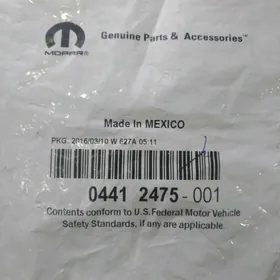 MOPAR® Genuine Parts & Accessories™
Made In MEXICO
PKG. 2016/03/10 W 627A 05:11
0441 2475-001
Contents conform to U.S. Federal Motor Vehicle
Safety Standards, if any are applicable